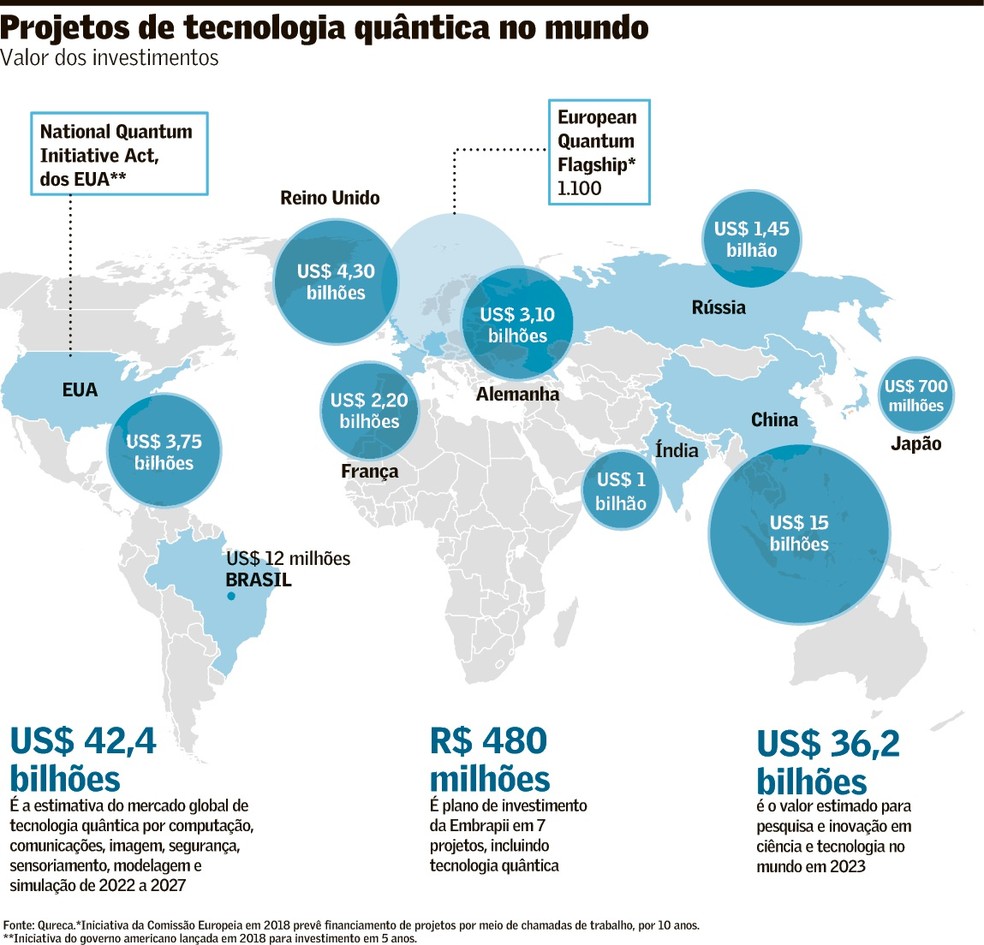 Projetos de tecnologia quântica no mundo
Valor dos investimentos
National Quantum
Initiative Act,
dos EUA**
European
Quantum
Flagship*
1.100
Reino Unido
US$ 4,30
bilhões
US$ 1,45
bilhão
Rússia
US$ 3,10
bilhões
Alemanha
EUA
US$ 3,75
bilhões
US$ 2,20
bilhões
França
US$ 700
milhões
Japão
China
Índia
US$ 1
bilhão
US$ 15
bilhões
US$ 12 milhões
BRASIL
US$ 42,4
bilhões
É a estimativa do mercado global de
tecnologia quântica por computação,
comunicações, imagem, segurança,
sensoriamento, modelagem e
simulação de 2022 a 2027
R$ 480
milhões
É plano de investimento
da Embrapii em 7
projetos, incluindo
tecnologia quântica
US$ 36,2
bilhões
é o valor estimado para
pesquisa e inovação em
ciência e tecnologia no
mundo em 2023
Fonte: Qureca.*Iniciativa da Comissão Europeia em 2018 prevê financiamento de projetos por meio de chamadas de trabalho, por 10 anos.
**Iniciativa do governo americano lançada em 2018 para investimento em 5 anos.